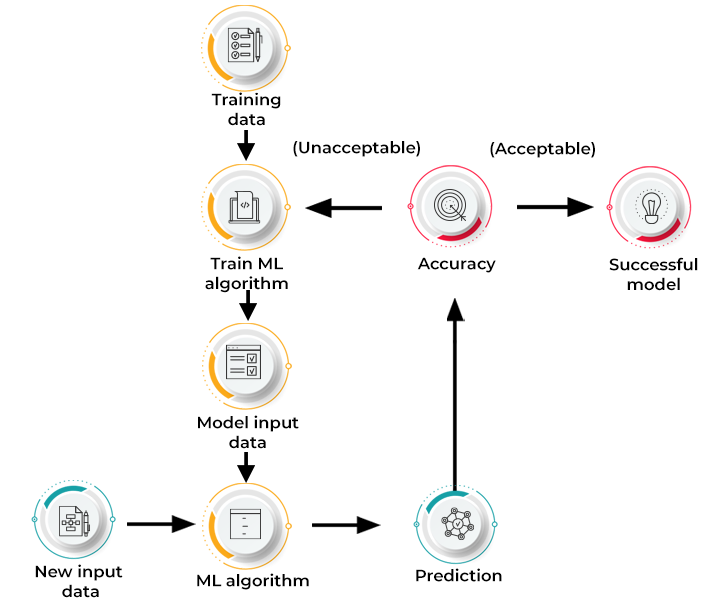 Training
data
(Unacceptable)
(Acceptable)
Train ML
algorithm
Accuracy
Successful
model
Model input
data
New input
data
ML algorithm
Prediction